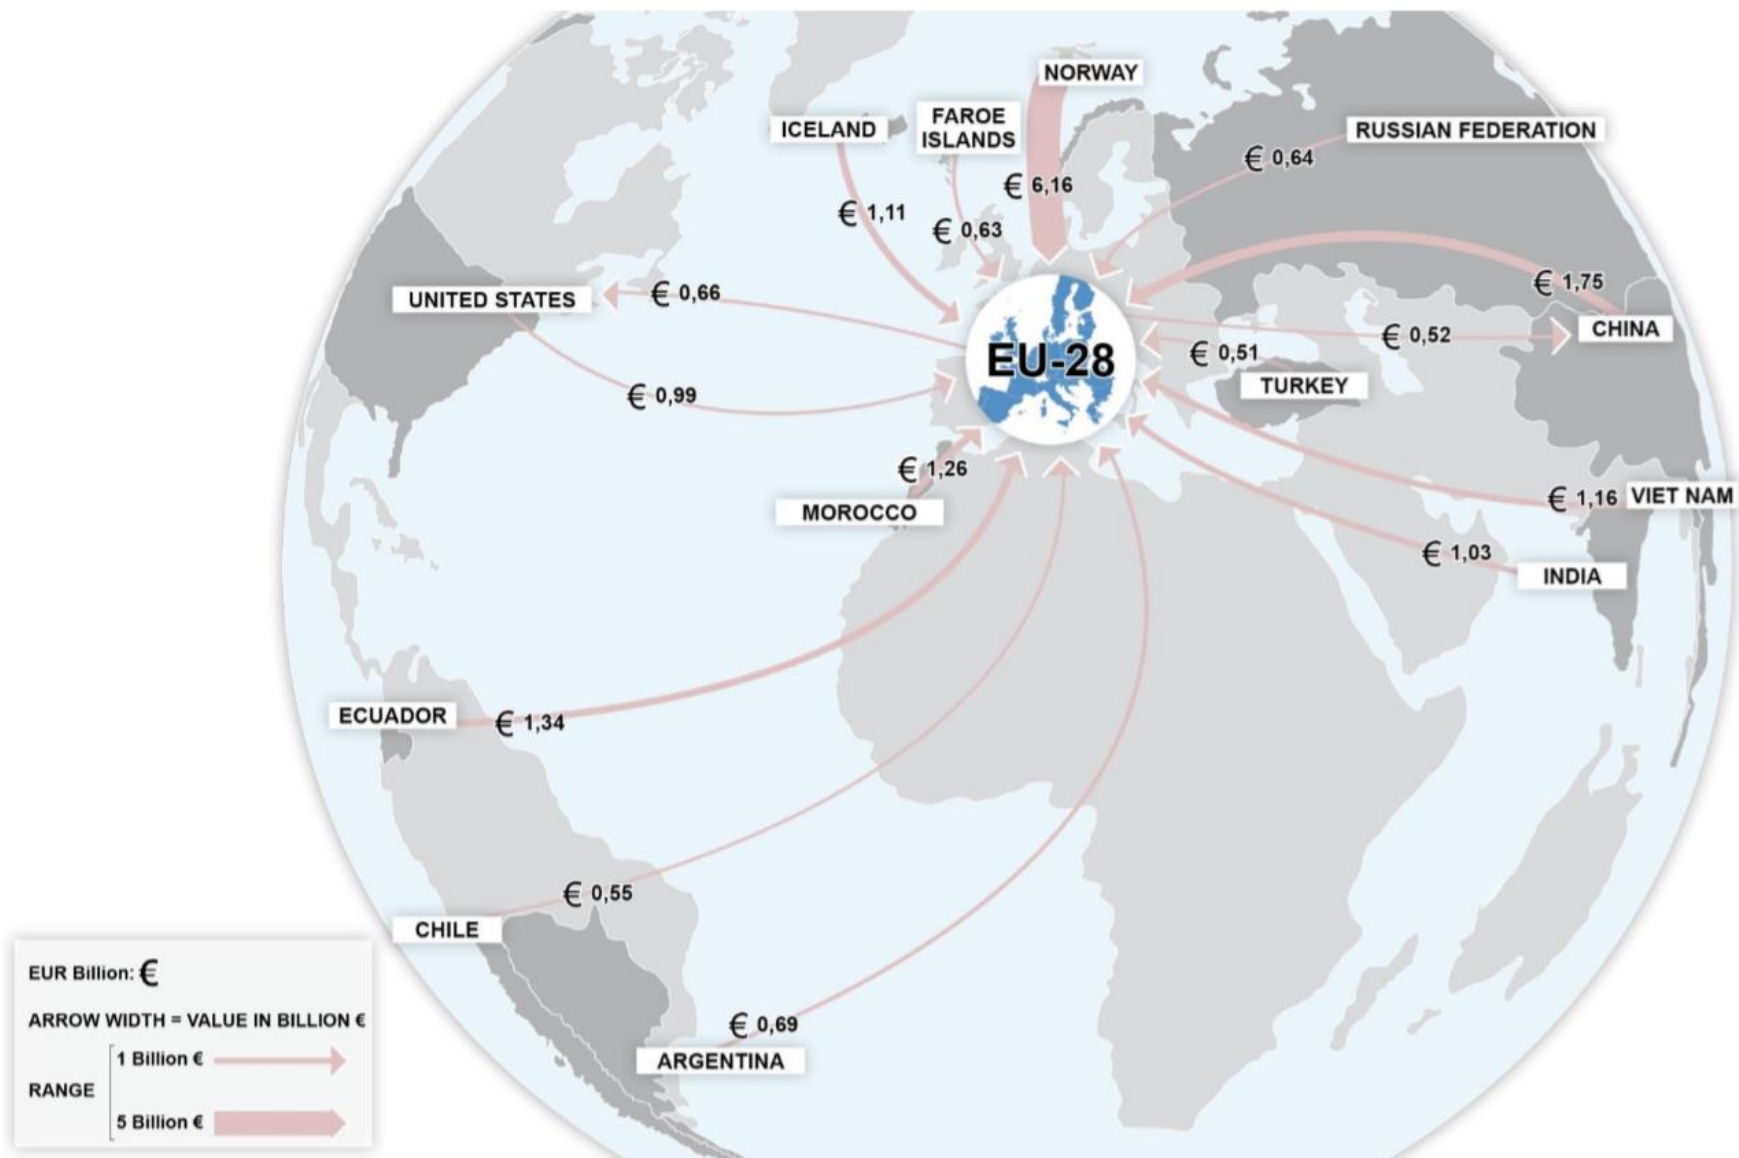 NORWAY
FAROE
ISLANDS
ICELAND
RUSSIAN FEDERATION
€ 0,64
€ 6,16
€ 1,11
€ 0,63
€ 1,75
UNITED STATES
€ 0,66
CHINA
€ 0,52
€ 0,51
EU-28
TURKEY
€ 0,99
€ 1,26
MOROCCO
€ 1,16
VIET NAM
€ 1,03
INDIA
ECUADOR
€ 1,34
€ 0,55
CHILE
€ 0,69
ARGENTINA
EUR Billion: €
ARROW WIDTH = VALUE IN BILLION €
1 Billion €
RANGE
5 Billion €